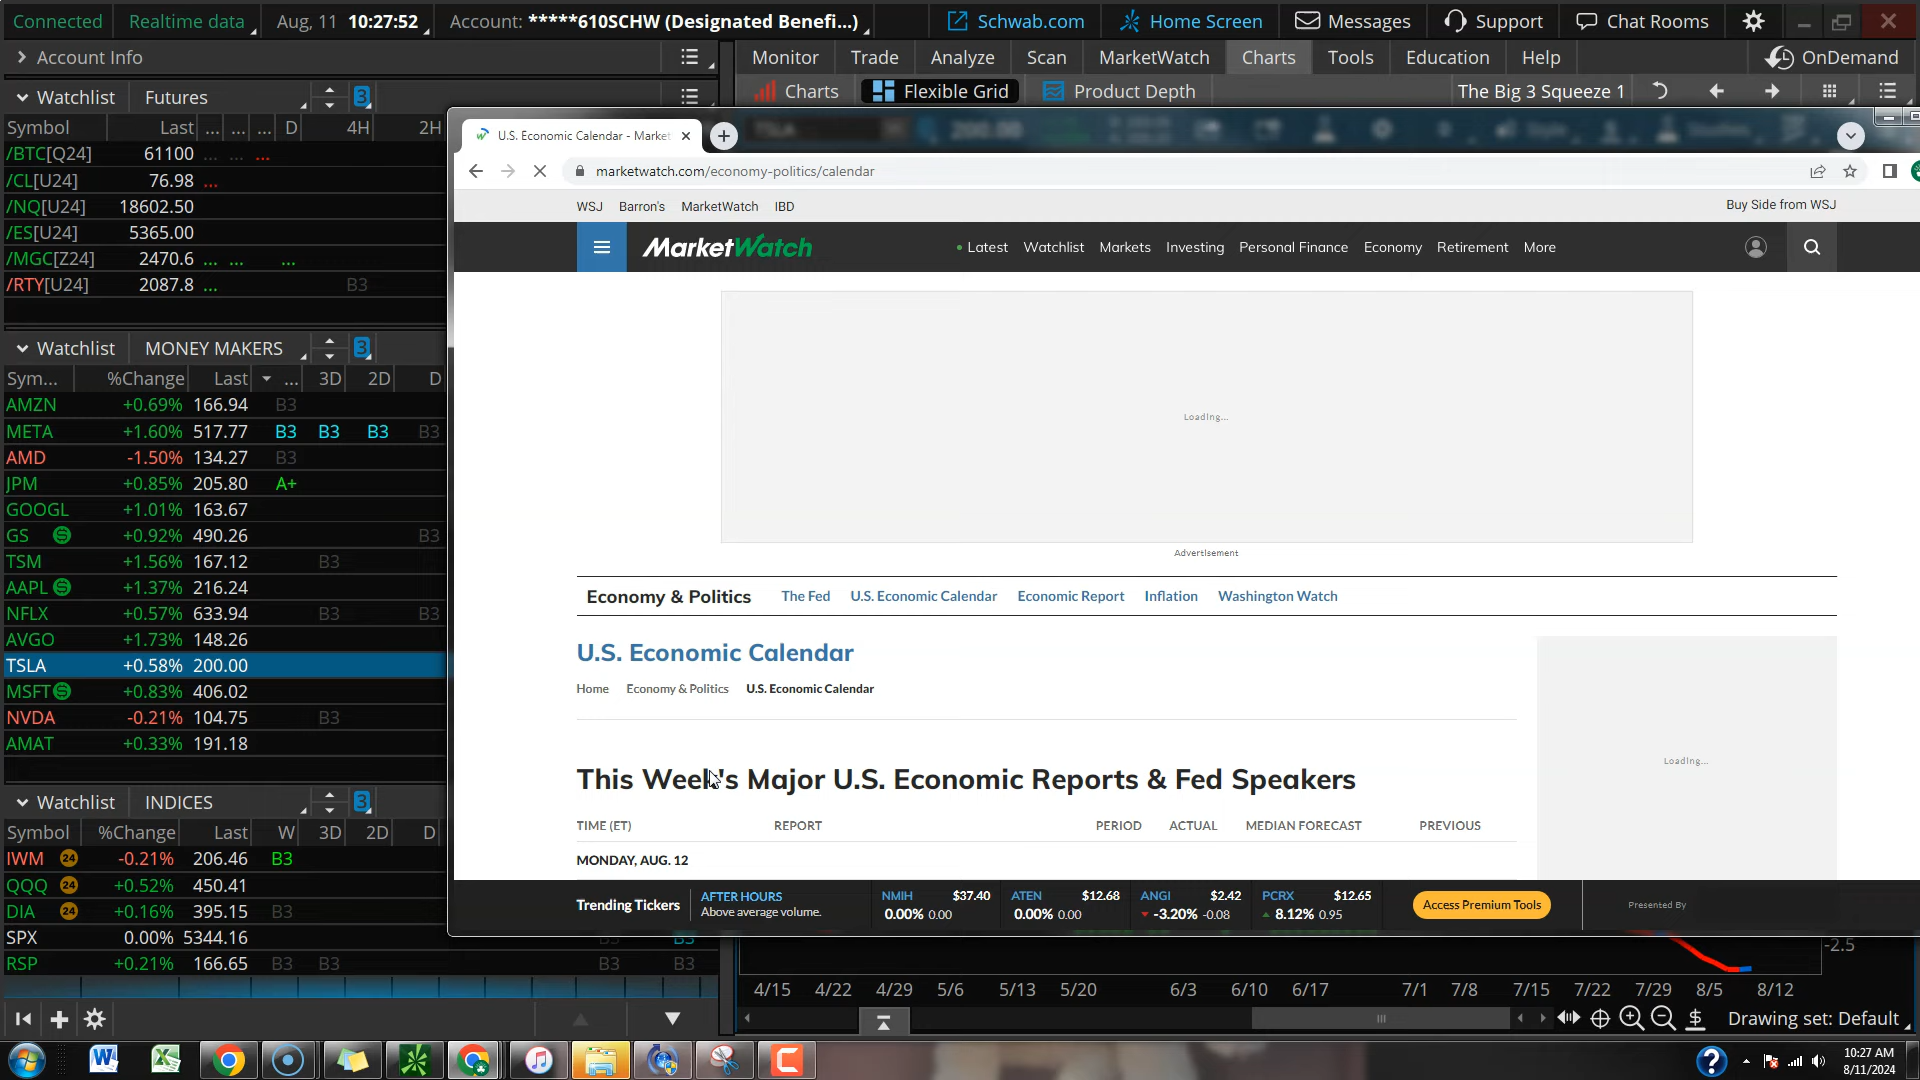 Connected Realtime data Aug, 11 10:27:52 Account: *****610SCHW (Designated Benefi...) Schwab.com Home Screen Messages Support Chat Rooms
Account Info
Monitor Trade Analyze Scan MarketWatch Charts Tools Education Help OnDemand
Charts Flexible Grid Product Depth The Big 3 Squeeze 1
Watchlist Futures 3
Symbol Last ... ... ... D 4H 2H
/BTC[Q24] 61100 ... ... ...
/CL[U24] 76.98 ...
/NQ[U24] 18602.50
/ES[U24] 5365.00
/MGC[Z24] 2470.6 ... ... ...
/RTY[U24] 2087.8 ... B3
Watchlist MONEY MAKERS 3
Sym... %Change Last ... 3D 2D D
AMZN +0.69% 166.94 B3
META +1.60% 517.77 B3 B3 B3 B3
AMD -1.50% 134.27 B3
JPM +0.85% 205.80 A+
GOOGL +1.01% 163.67
GS +0.92% 490.26 B3
TSM +1.56% 167.12 B3
AAPL +1.37% 216.24
NFLX +0.57% 633.94 B3 B3
AVGO +1.73% 148.26
TSLA +0.58% 200.00
MSFT +0.83% 406.02
NVDA -0.21% 104.75 B3
AMAT +0.33% 191.18
Watchlist INDICES 3
Symbol %Change Last W 3D 2D D
IWM 24 -0.21% 206.46 B3
QQQ 24 +0.52% 450.41
DIA 24 +0.16% 395.15 B3
SPX 0.00% 5344.16 B3 B3
RSP +0.21% 166.65 B3 B3 B3 B3
TSLA 200.00 Style Studies
U.S. Economic Calendar - Market
marketwatch.com/economy-politics/calendar
WSJ Barron's MarketWatch IBD Buy Side from WSJ
MarketWatch Latest Watchlist Markets Investing Personal Finance Economy Retirement More
Loading...
Advertisement
Economy & Politics The Fed U.S. Economic Calendar Economic Report Inflation Washington Watch
U.S. Economic Calendar
Home Economy & Politics U.S. Economic Calendar
Loading...
This Week's Major U.S. Economic Reports & Fed Speakers
TIME (ET) REPORT PERIOD ACTUAL MEDIAN FORECAST PREVIOUS
MONDAY, AUG. 12
Trending Tickers
AFTER HOURS
Above average volume.
NMIH $37.40
0.00% 0.00
ATEN $12.68
0.00% 0.00
ANGI $2.42
-3.20% -0.08
PCRX $12.65
8.12% 0.95
Access Premium Tools
Presented By
-2.5
4/15 4/22 4/29 5/6 5/13 5/20 6/3 6/10 6/17 7/1 7/8 7/15 7/22 7/29 8/5 8/12
Drawing set: Default
10:27 AM
8/11/2024